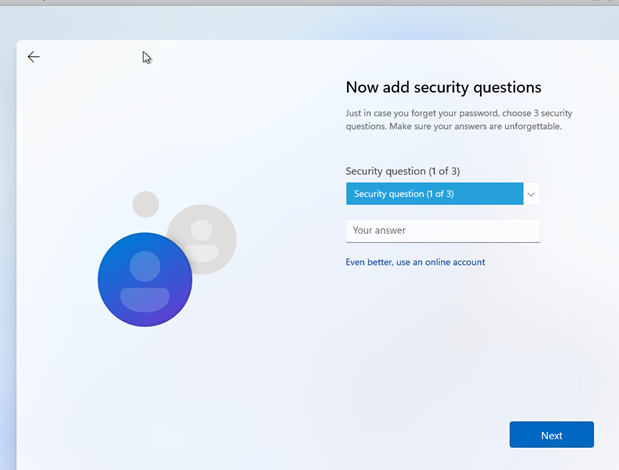 Now add security questions
Just in case you forget your password, choose 3 security
questions. Make sure your answers are unforgettable.
Security question (1 of 3)
Security question (1 of 3)
Your answer
Even better, use an online account
Next